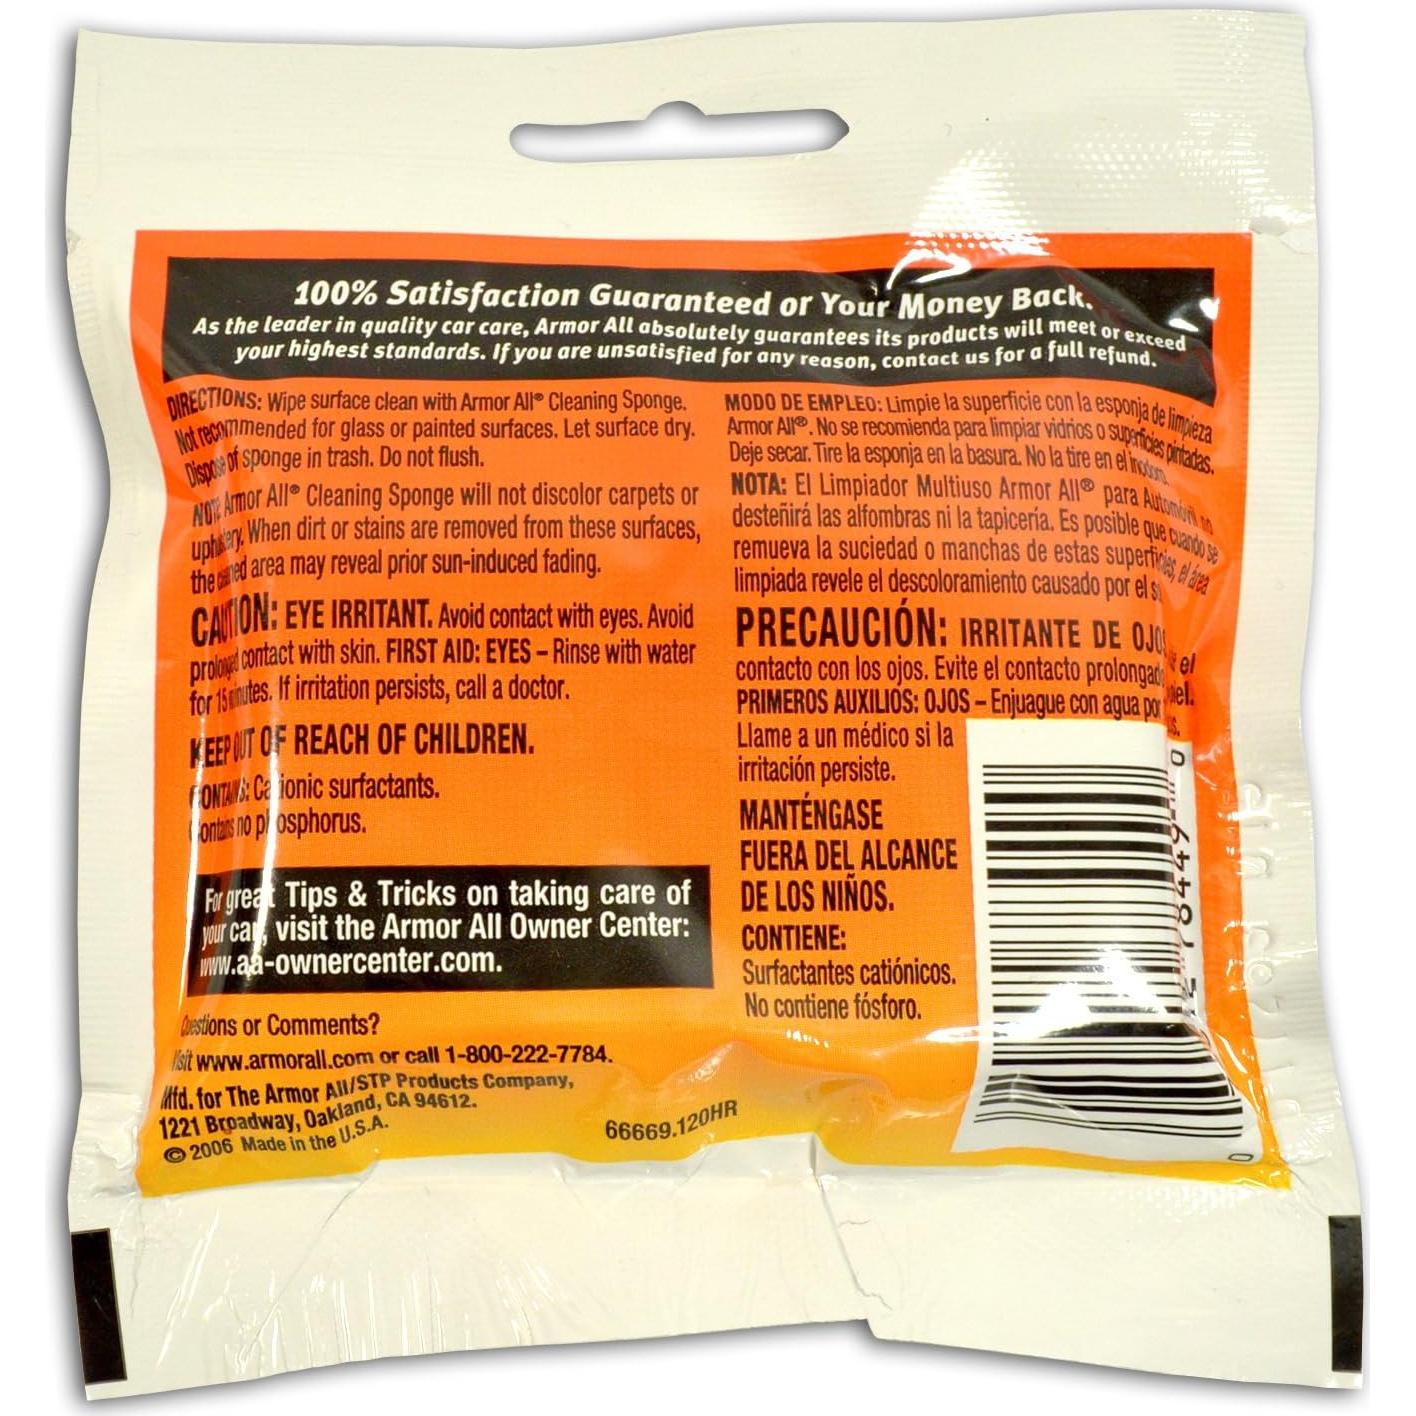 100% Satisfaction Guaranteed or Your Money Back.
As the leader in quality car care, Armor All absolutely guarantees its products will meet or exceed
your highest standards. If you are unsatisfied for any reason, contact us for a full refund.
DIRECTIONS: Wipe surface clean with Armor All® Cleaning Sponge.
Not recommended for glass or painted surfaces. Let surface dry.
Dispose of sponge in trash. Do not flush.
NOTE: Armor All® Cleaning Sponge will not discolor carpets or
upholstery. When dirt or stains are removed from these surfaces,
the cleaned area may reveal prior sun-induced fading.
CAUTION: EYE IRRITANT. Avoid contact with eyes. Avoid
prolonged contact with skin. FIRST AID: EYES – Rinse with water
for 15 minutes. If irritation persists, call a doctor.
KEEP OUT OF REACH OF CHILDREN.
CONTAINS: Cationic surfactants.
Contains no phosphorus.
For great Tips & Tricks on taking care of
your car, visit the Armor All Owner Center:
www.aa-ownercenter.com.
Questions or Comments?
Visit www.armorall.com or call 1-800-222-7784.
Mfd. for The Armor All/STP Products Company,
1221 Broadway, Oakland, CA 94612.
© 2006 Made in the U.S.A.
66669.120HR
MODO DE EMPLEO: Limpie la superficie con la esponja de limpieza
Armor All®. No se recomienda para limpiar vidrios o superficies pintadas.
Deje secar. Tire la esponja en la basura. No la tire en el inodoro.
NOTA: El Limpiador Multiuso Armor All® para Automóvil no
desteñirá las alfombras ni la tapicería. Es posible que cuando se
remueva la suciedad o manchas de estas superficies, el área
limpiada revele el descoloramiento causado por el sol.
PRECAUCIÓN: IRRITANTE DE OJOS. el
contacto con los ojos. Evite el contacto prolongado piel.
PRIMEROS AUXILIOS: OJOS – Enjuague con agua por
Llame a un médico si la
irritación persiste.
MANTÉNGASE
FUERA DEL ALCANCE
DE LOS NIÑOS.
CONTIENE:
Surfactantes catiónicos.
No contiene fósforo.
0